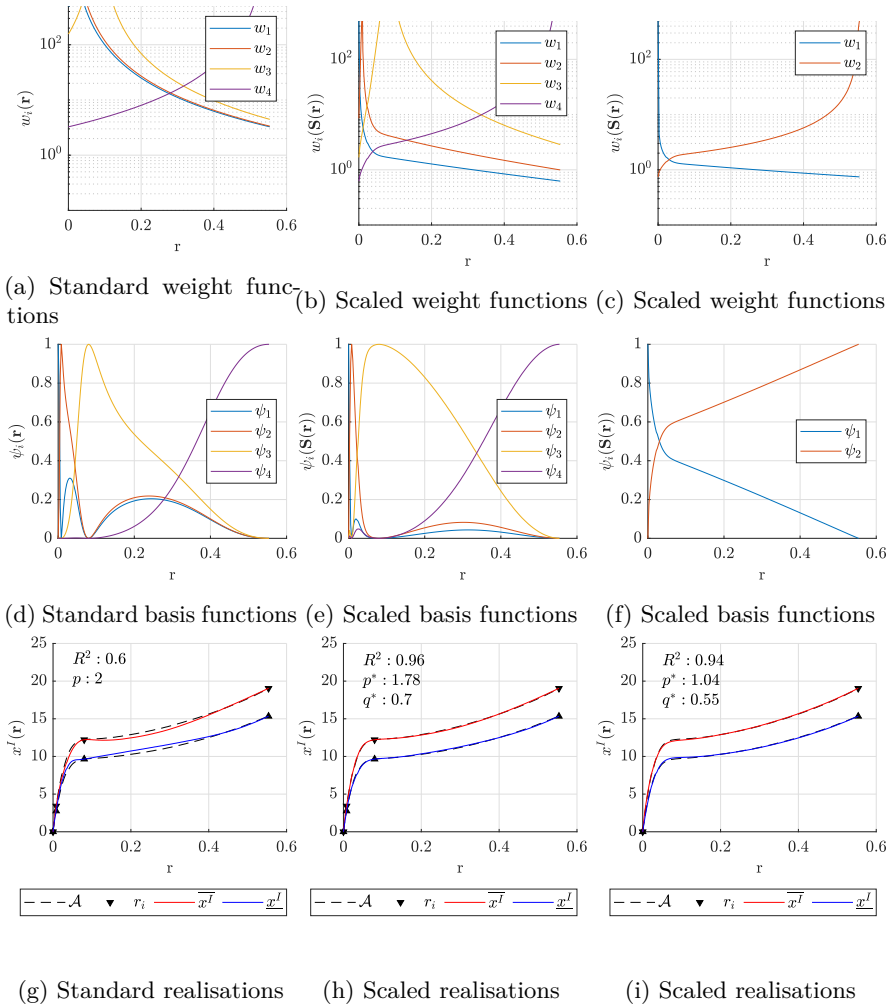 10^2
10^0
w_i(r)
0 0.2 0.4 0.6
r
w_1
w_2
w_3
w_4
(a) Standard weight func-
tions
10^2
10^0
w_i(S(r))
0 0.2 0.4 0.6
r
w_1
w_2
w_3
w_4
(b) Scaled weight functions
10^2
10^0
w_i(S(r))
0 0.2 0.4 0.6
r
w_1
w_2
(c) Scaled weight functions
1
0.8
0.6
0.4
0.2
0
ψ_i(r)
0 0.2 0.4 0.6
r
ψ_1
ψ_2
ψ_3
ψ_4
(d) Standard basis functions
1
0.8
0.6
0.4
0.2
0
ψ_i(S(r))
0 0.2 0.4 0.6
r
ψ_1
ψ_2
ψ_3
ψ_4
(e) Scaled basis functions
1
0.8
0.6
0.4
0.2
0
ψ_i(S(r))
0 0.2 0.4 0.6
r
ψ_1
ψ_2
(f) Scaled basis functions
25
20
15
10
5
0
x^I(r)
R^2 : 0.6
p : 2
0 0.2 0.4 0.6
r
𝒜 r_i x̅^I x̲^I
(g) Standard realisations
25
20
15
10
5
0
x^I(r)
R^2 : 0.96
p* : 1.78
q* : 0.7
0 0.2 0.4 0.6
r
𝒜 r_i x̅^I x̲^I
(h) Scaled realisations
25
20
15
10
5
0
x^I(r)
R^2 : 0.94
p* : 1.04
q* : 0.55
0 0.2 0.4 0.6
r
𝒜 r_i x̅^I x̲^I
(i) Scaled realisations